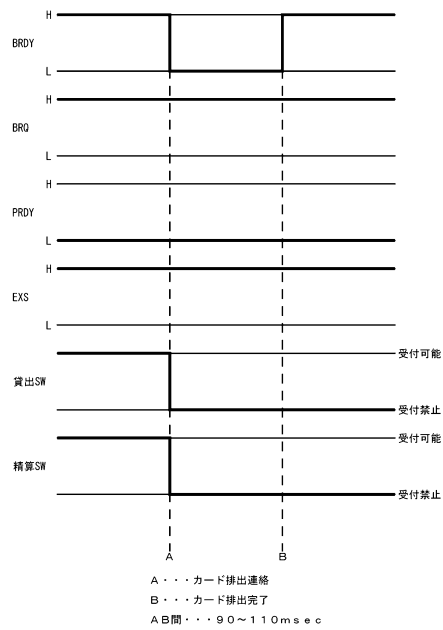 H
BRDY
L
H
BRQ
L
H
PRDY
L
H
EXS
L
受付可能
貸出SW
受付禁止
受付可能
精算SW
受付禁止
A B
A・・・カード排出連絡
B・・・カード排出完了
AB間・・・90~110msec